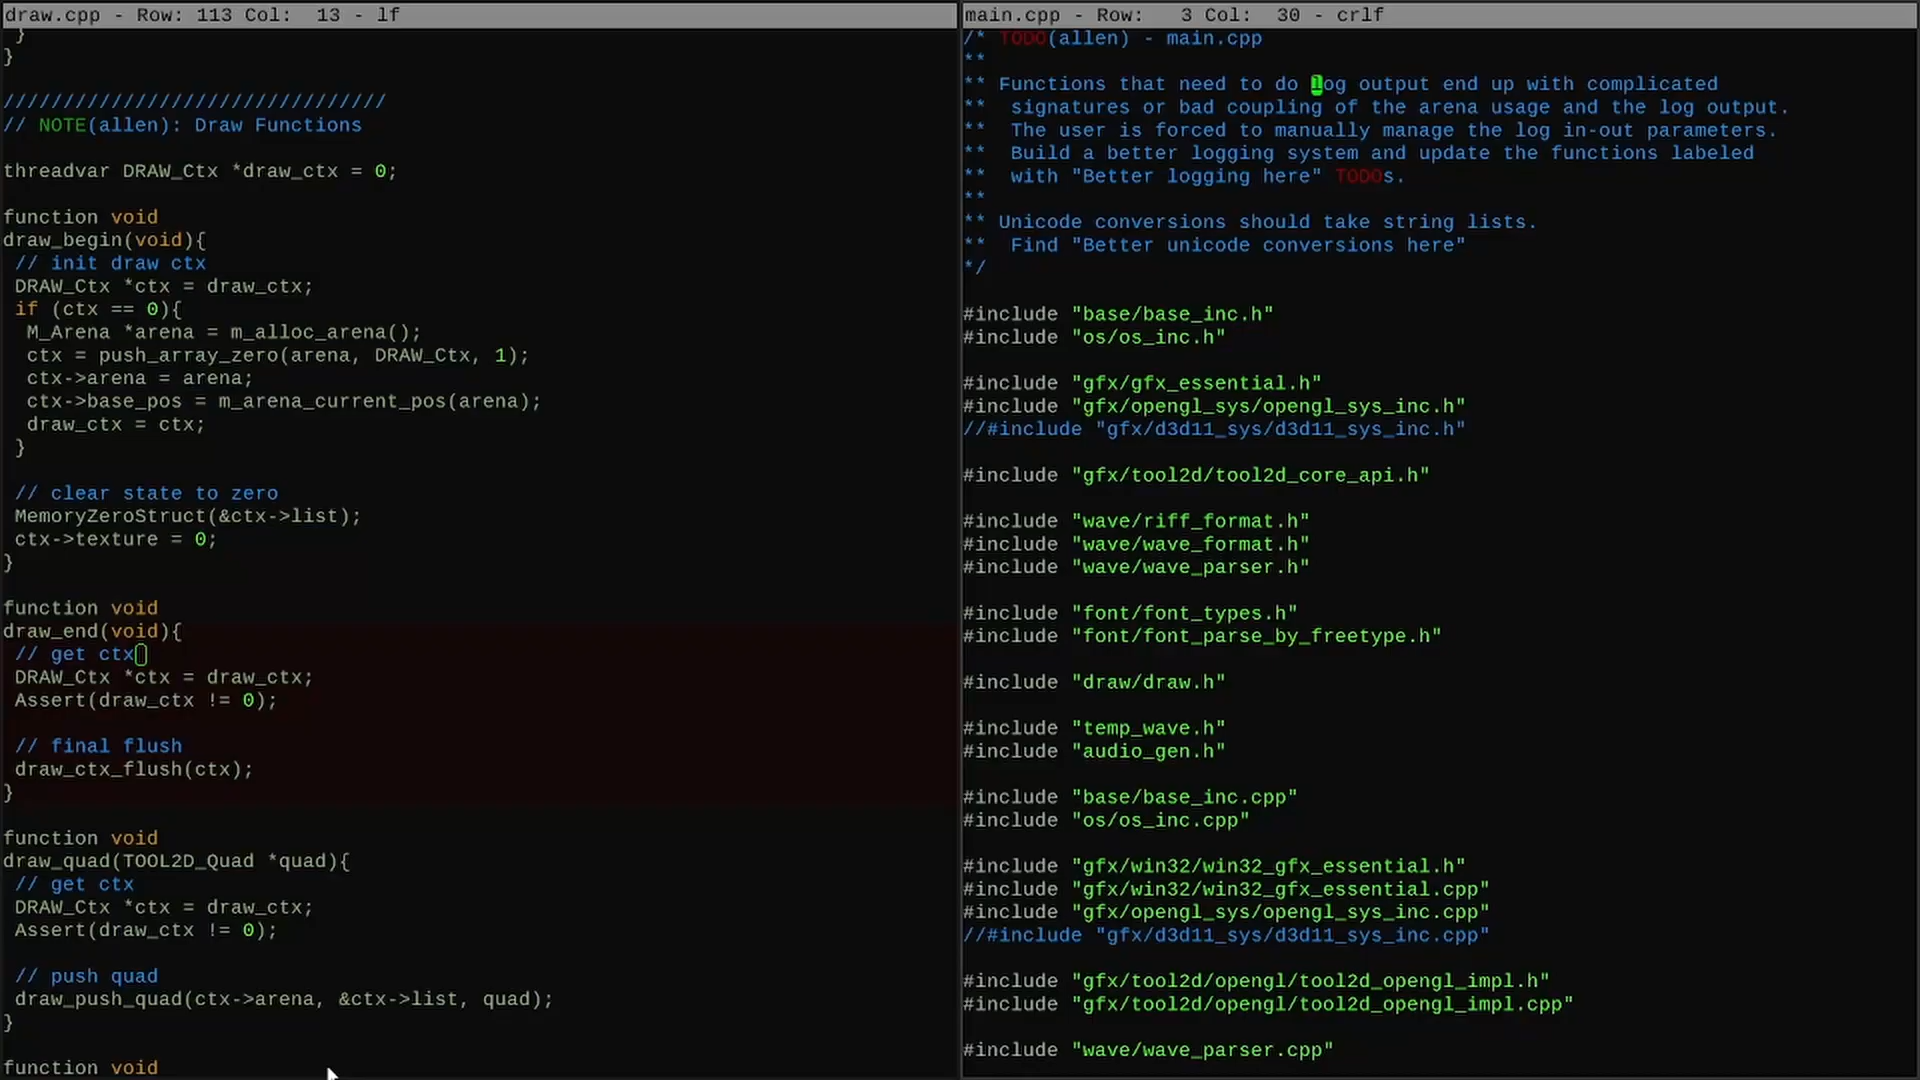 draw.cpp - Row: 113 Col:  13 - lf
}
}
////////////////////////////////
// NOTE(allen): Draw Functions
threadvar DRAW_Ctx *draw_ctx = 0;
function void
draw_begin(void){
// init draw ctx
DRAW_Ctx *ctx = draw_ctx;
if (ctx == 0){
M_Arena *arena = m_alloc_arena();
ctx = push_array_zero(arena, DRAW_Ctx, 1);
ctx->arena = arena;
ctx->base_pos = m_arena_current_pos(arena);
draw_ctx = ctx;
}
// clear state to zero
MemoryZeroStruct(&ctx->list);
ctx->texture = 0;
}
function void
draw_end(void){
// get ctx
DRAW_Ctx *ctx = draw_ctx;
Assert(draw_ctx != 0);
// final flush
draw_ctx_flush(ctx);
}
function void
draw_quad(TOOL2D_Quad *quad){
// get ctx
DRAW_Ctx *ctx = draw_ctx;
Assert(draw_ctx != 0);
// push quad
draw_push_quad(ctx->arena, &ctx->list, quad);
}
function void
main.cpp - Row:   3 Col:  30 - crlf
/* TODO(allen) - main.cpp
**
** Functions that need to do log output end up with complicated
**  signatures or bad coupling of the arena usage and the log output.
**  The user is forced to manually manage the log in-out parameters.
**  Build a better logging system and update the functions labeled
**  with "Better logging here" TODOs.
**
** Unicode conversions should take string lists.
**  Find "Better unicode conversions here"
*/
#include "base/base_inc.h"
#include "os/os_inc.h"
#include "gfx/gfx_essential.h"
#include "gfx/opengl_sys/opengl_sys_inc.h"
//#include "gfx/d3d11_sys/d3d11_sys_inc.h"
#include "gfx/tool2d/tool2d_core_api.h"
#include "wave/riff_format.h"
#include "wave/wave_format.h"
#include "wave/wave_parser.h"
#include "font/font_types.h"
#include "font/font_parse_by_freetype.h"
#include "draw/draw.h"
#include "temp_wave.h"
#include "audio_gen.h"
#include "base/base_inc.cpp"
#include "os/os_inc.cpp"
#include "gfx/win32/win32_gfx_essential.h"
#include "gfx/win32/win32_gfx_essential.cpp"
#include "gfx/opengl_sys/opengl_sys_inc.cpp"
//#include "gfx/d3d11_sys/d3d11_sys_inc.cpp"
#include "gfx/tool2d/opengl/tool2d_opengl_impl.h"
#include "gfx/tool2d/opengl/tool2d_opengl_impl.cpp"
#include "wave/wave_parser.cpp"